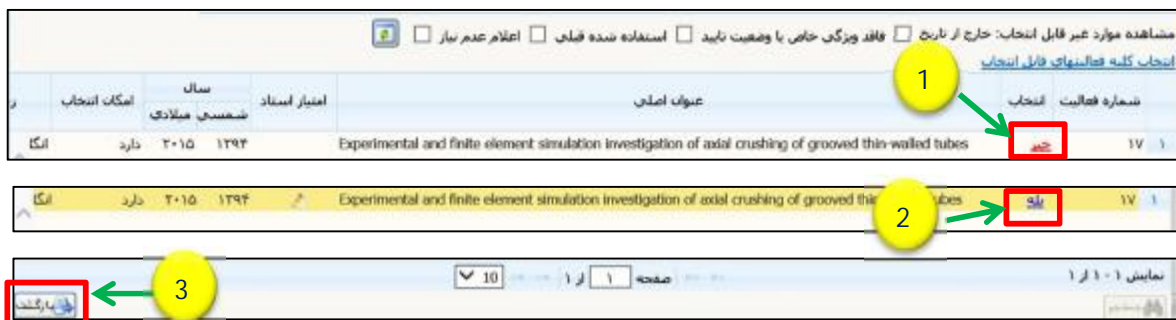 مشاهده موارد غیر قابل انتخاب: خارج از تاریخ فاقد ویژگی خاص یا وضعیت تایید استفاده شده قبلی اعلام عدم نیاز
انتخاب کلیه فعالیتهای قابل انتخاب
1
شماره فعالیت انتخاب عنوان اصلی امتیاز استاد سال امکان انتخاب
شمسی میلادی
۱ ۱۷ خیر Experimental and finite element simulation investigation of axial crushing of grooved thin-walled tubes ۱۳۹۴ ۲۰۱۵ دارد انگا
۱ ۱۷ بله Experimental and finite element simulation investigation of axial crushing of grooved ۱۳۹۴ ۲۰۱۵ دارد انگا
2
نمایش ۱ - ۱ از ۱ صفحه ۱ از ۱ 10
3
بازگشت